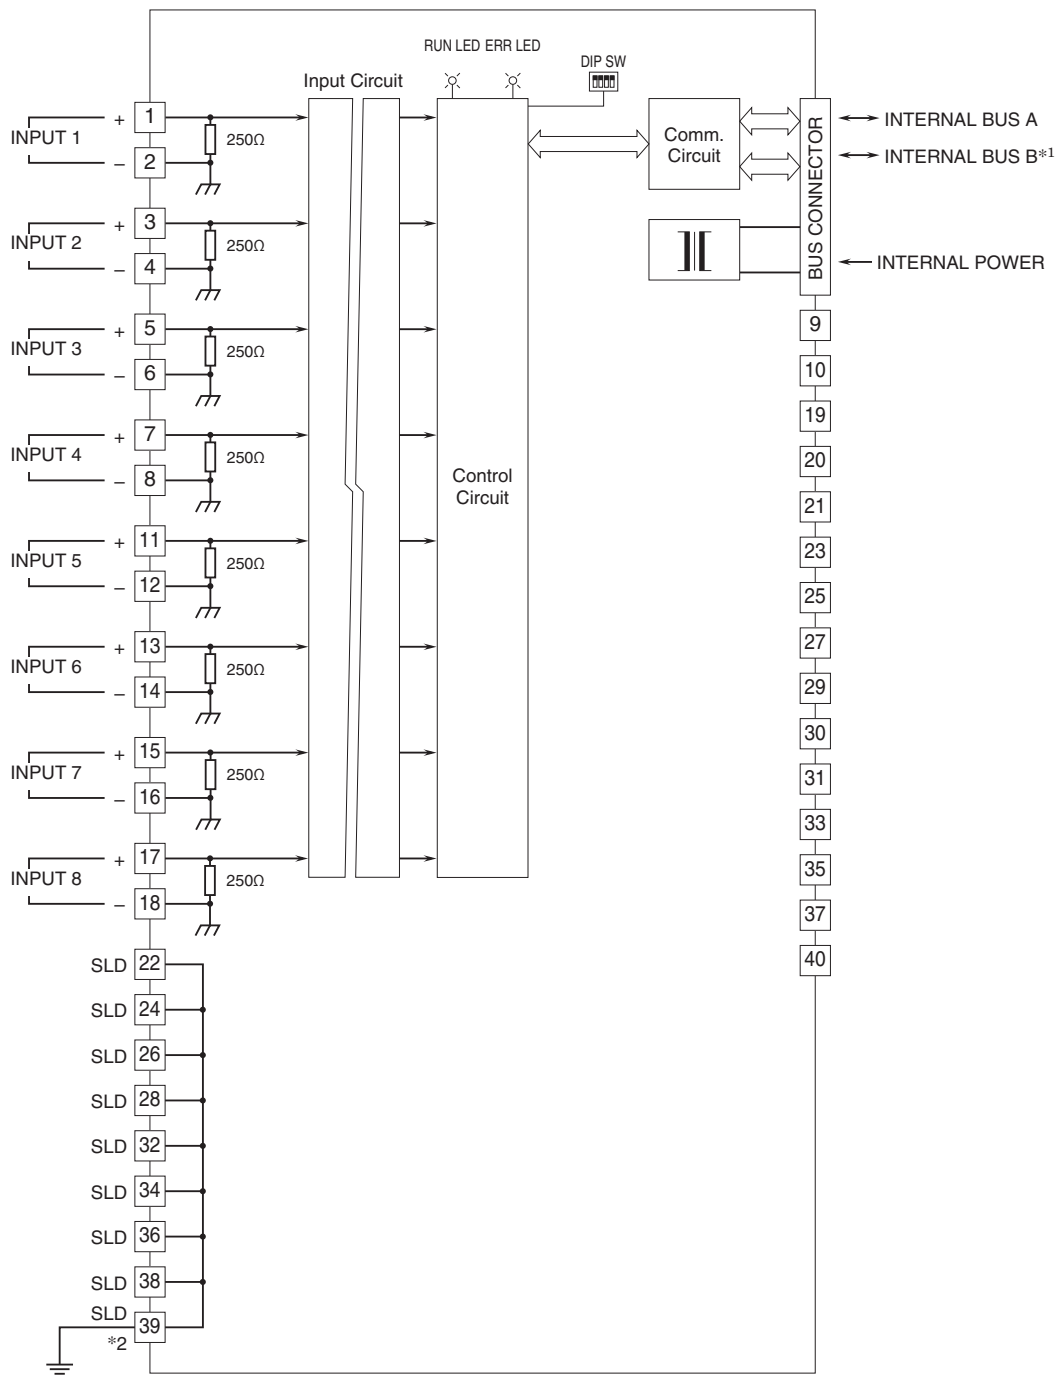 RUN LED ERR LED
DIP SW
Input Circuit
Comm.
Circuit
BUS CONNECTOR
INTERNAL BUS A
INTERNAL BUS B*1
INTERNAL POWER
Control
Circuit
INPUT 1
+ 1
− 2
250Ω
INPUT 2
+ 3
− 4
250Ω
INPUT 3
+ 5
− 6
250Ω
INPUT 4
+ 7
− 8
250Ω
INPUT 5
+ 11
− 12
250Ω
INPUT 6
+ 13
− 14
250Ω
INPUT 7
+ 15
− 16
250Ω
INPUT 8
+ 17
− 18
250Ω
SLD 22
SLD 24
SLD 26
SLD 28
SLD 32
SLD 34
SLD 36
SLD 38
SLD 39
*2
9
10
19
20
21
23
25
27
29
30
31
33
35
37
40